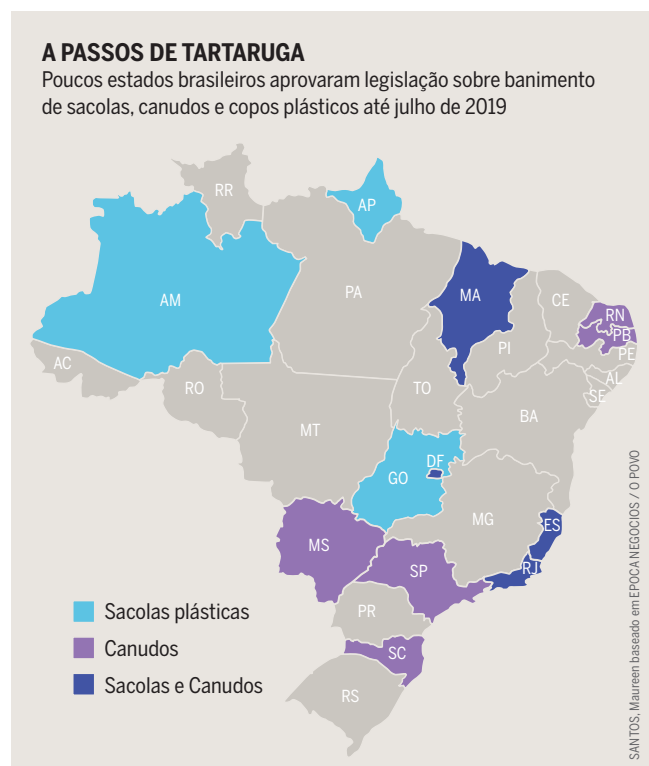 A PASSOS DE TARTARUGA
Poucos estados brasileiros aprovaram legislação sobre banimento
de sacolas, canudos e copos plásticos até julho de 2019
RR
AP
AM
PA
MA
CE
RN
PB
PE
PI
AC
AL
SE
RO
TO
BA
MT
DF
GO
MG
ES
MS
SP
RJ
PR
SC
RS
Sacolas plásticas
Canudos
Sacolas e Canudos
SANTOS, Maureen baseado em EPOCA NEGOCIOS / O POVO